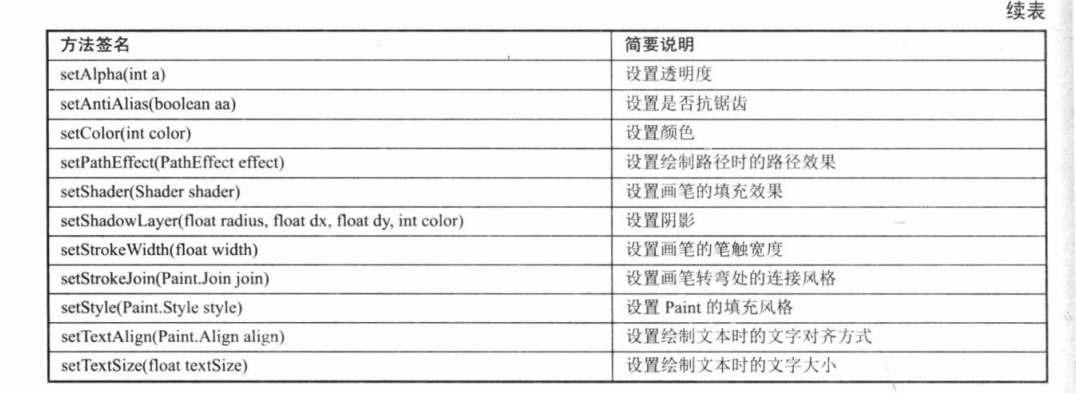 续表
方法签名 简要说明
setAlpha(int a) 设置透明度
setAntiAlias(boolean aa) 设置是否抗锯齿
setColor(int color) 设置颜色
setPathEffect(PathEffect effect) 设置绘制路径时的路径效果
setShader(Shader shader) 设置画笔的填充效果
setShadowLayer(float radius, float dx, float dy, int color) 设置阴影
setStrokeWidth(float width) 设置画笔的笔触宽度
setStrokeJoin(Paint.Join join) 设置画笔转弯处的连接风格
setStyle(Paint.Style style) 设置 Paint 的填充风格
setTextAlign(Paint.Align align) 设置绘制文本时的文字对齐方式
setTextSize(float textSize) 设置绘制文本时的文字大小